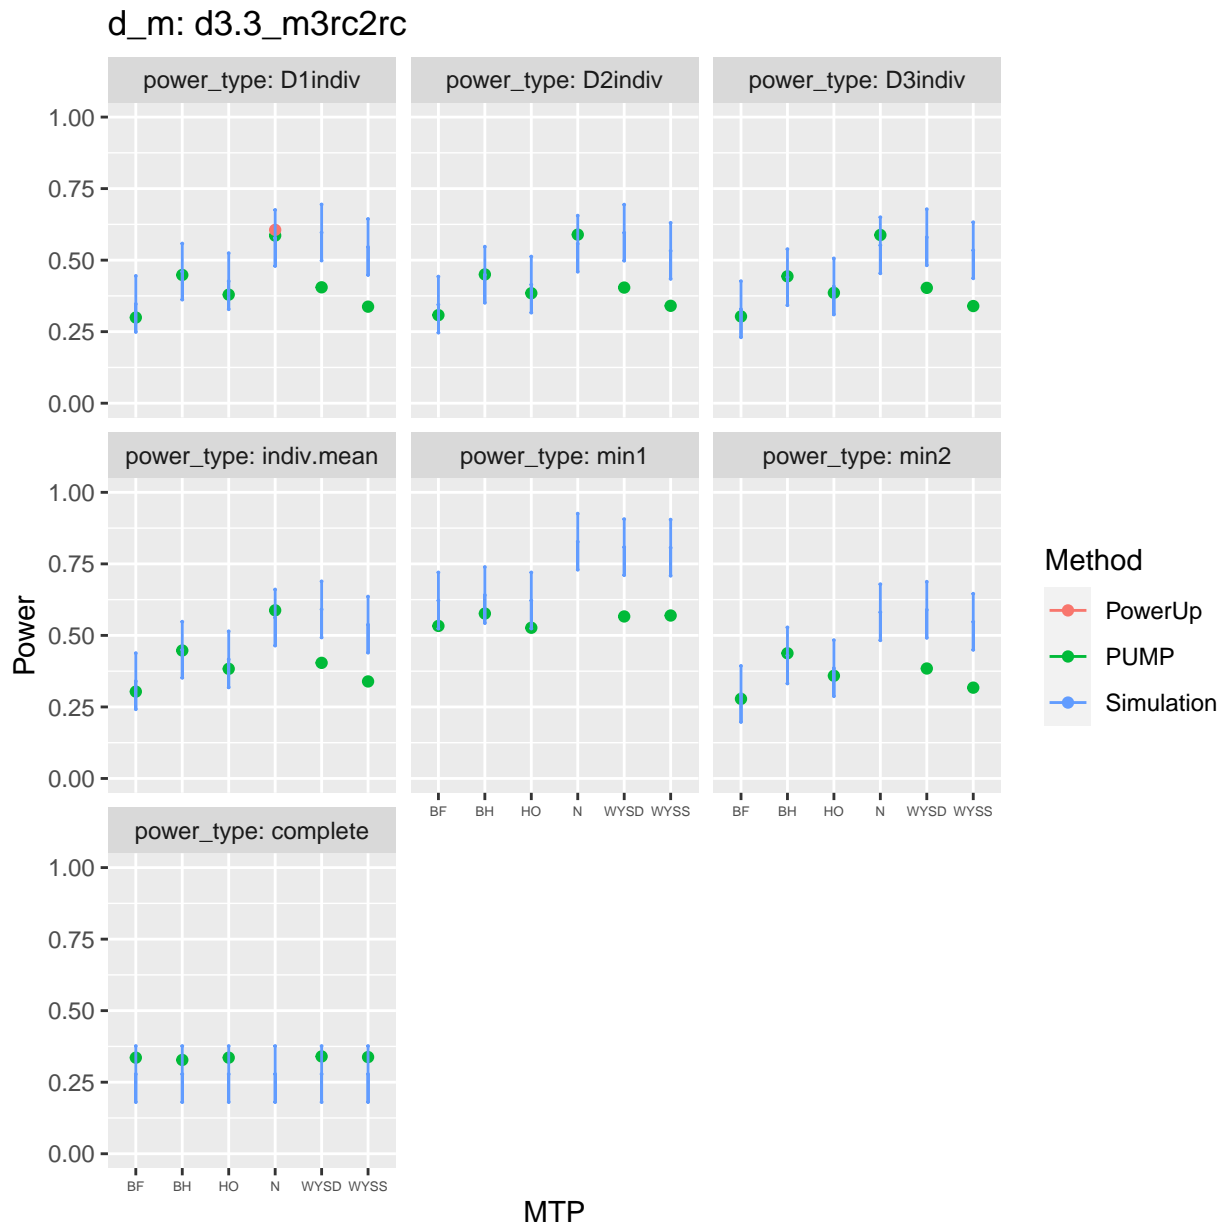 d_m: d3.3_m3rc2rc
power_type: D1indiv
power_type: D2indiv
power_type: D3indiv
1.00
0.75
0.50
0.25
0.00
power_type: indiv.mean
power_type: min1
power_type: min2
1.00
0.75
0.50
0.25
0.00
BF BH HO N WYSD WYSS
BF BH HO N WYSD WYSS
power_type: complete
1.00
0.75
0.50
0.25
0.00
BF BH HO N WYSD WYSS
MTP
Power
Method
PowerUp
PUMP
Simulation